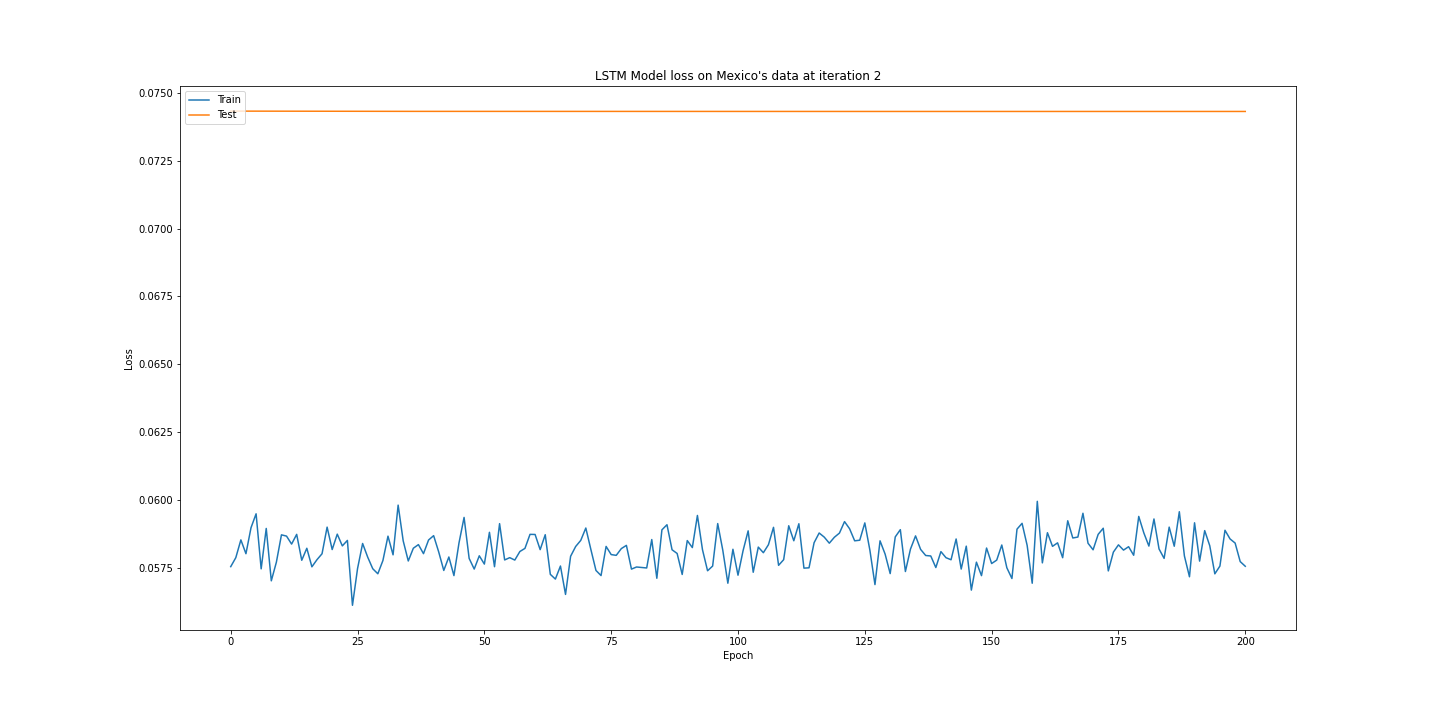 LSTM Model loss on Mexico's data at iteration 2
Train
Test
0.0750
0.0725
0.0700
0.0675
0.0650
0.0625
0.0600
0.0575
Loss
0 25 50 75 100 125 150 175 200
Epoch